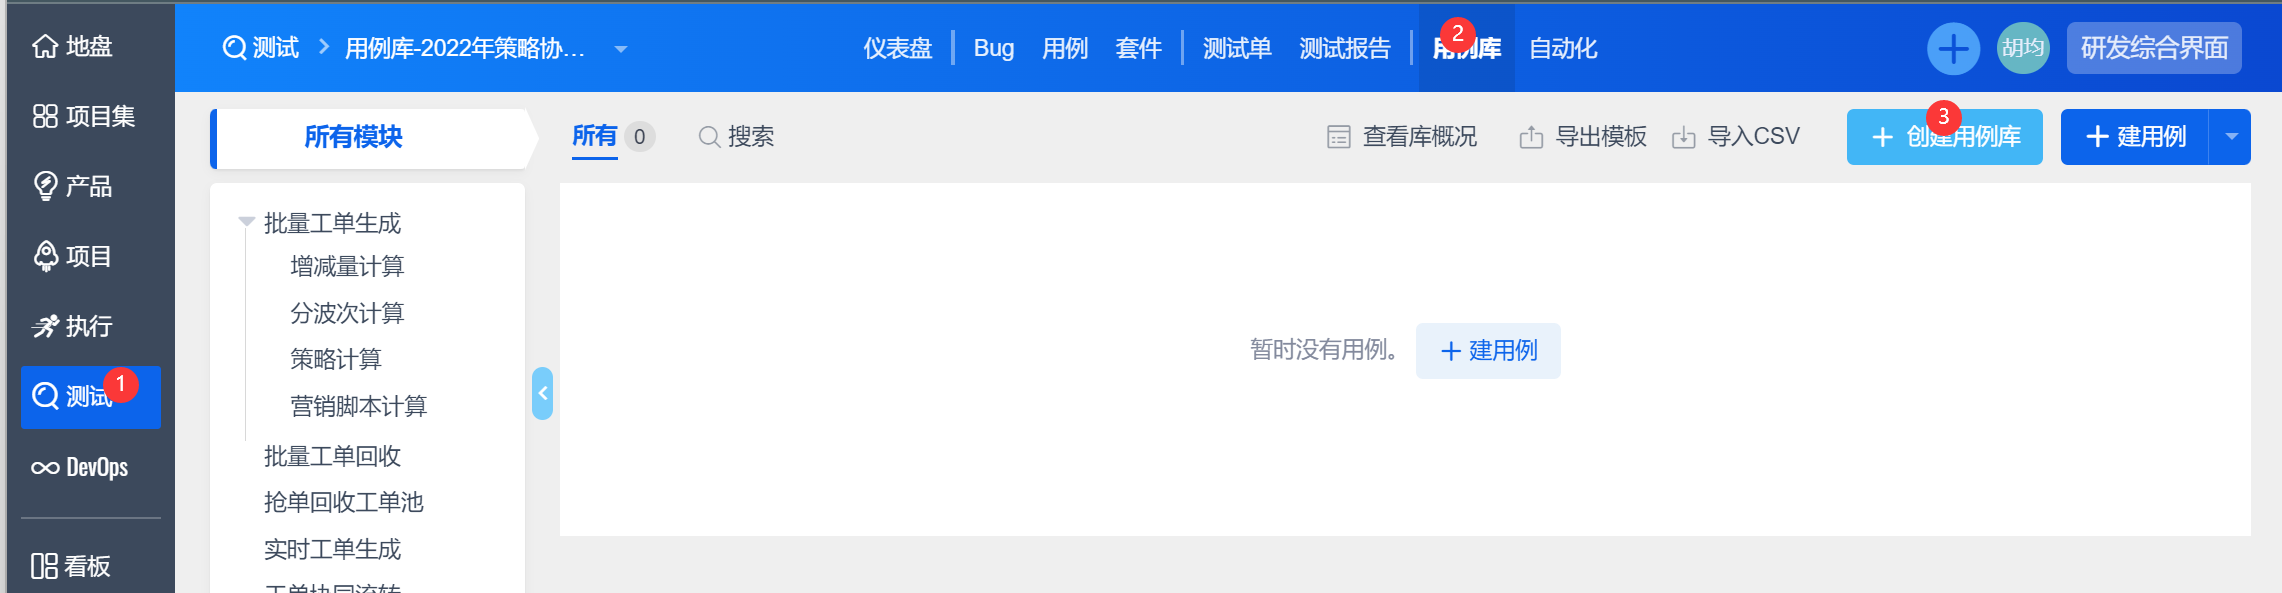 地盘
项目集
产品
项目
执行
测试 1
DevOps
看板
测试 > 用例库-2022年策略协...
仪表盘 Bug 用例 套件 测试单 测试报告 用例库 2 自动化
胡均 研发综合界面
所有模块
所有 0 搜索
查看库概况 导出模板 导入CSV 3 创建用例库 建用例
批量工单生成
增减量计算
分波次计算
策略计算
营销脚本计算
批量工单回收
抢单回收工单池
实时工单生成
工单协同流转
暂时没有用例。 建用例